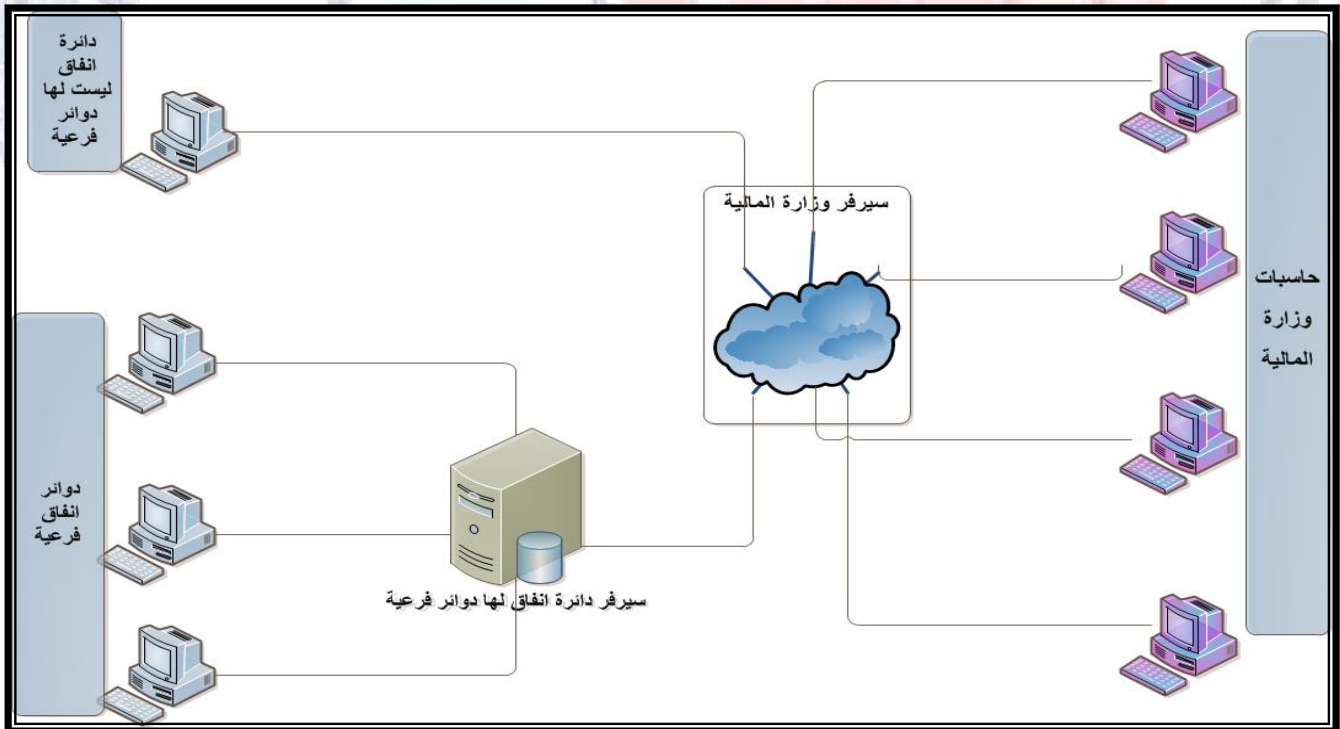 دائرة
انفاق
ليست لها
دوائر
فرعية
سيرفر وزارة المالية
حاسبات
وزارة
المالية
دوائر
انفاق
فرعية
سيرفر دائرة انفاق لها دوائر فرعية